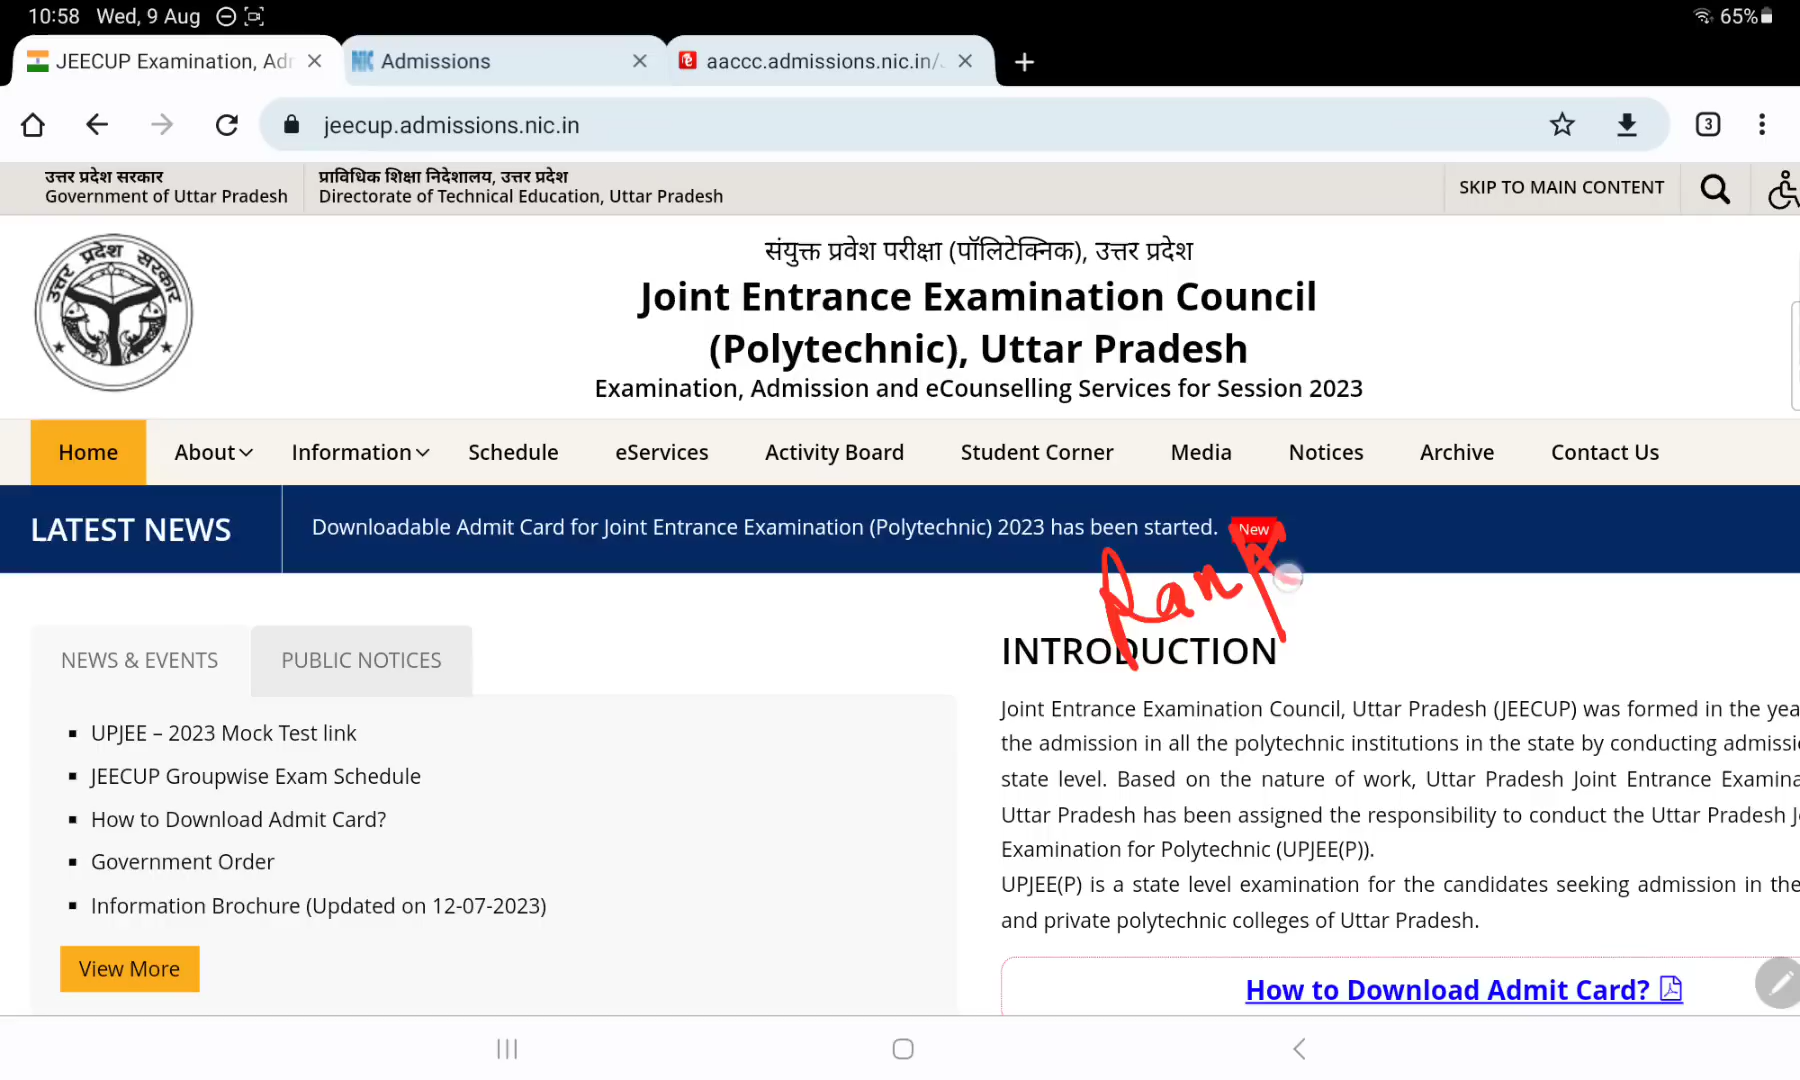 10:58 Wed, 9 Aug 65%
JEECUP Examination, Adr
Admissions
aaccc.admissions.nic.in/.
jeecup.admissions.nic.in
3
उत्तर प्रदेश सरकार
Government of Uttar Pradesh
प्राविधिक शिक्षा निदेशालय, उत्तर प्रदेश
Directorate of Technical Education, Uttar Pradesh
SKIP TO MAIN CONTENT
उत्तर प्रदेश सरकार
संयुक्त प्रवेश परीक्षा (पॉलिटेक्निक), उत्तर प्रदेश
Joint Entrance Examination Council
(Polytechnic), Uttar Pradesh
Examination, Admission and eCounselling Services for Session 2023
Home About Information Schedule eServices Activity Board Student Corner Media Notices Archive Contact Us
LATEST NEWS
Downloadable Admit Card for Joint Entrance Examination (Polytechnic) 2023 has been started. New
Rank
NEWS & EVENTS
PUBLIC NOTICES
UPJEE – 2023 Mock Test link
JEECUP Groupwise Exam Schedule
How to Download Admit Card?
Government Order
Information Brochure (Updated on 12-07-2023)
View More
INTRODUCTION
Joint Entrance Examination Council, Uttar Pradesh (JEECUP) was formed in the yea
the admission in all the polytechnic institutions in the state by conducting admissi
state level. Based on the nature of work, Uttar Pradesh Joint Entrance Examina
Uttar Pradesh has been assigned the responsibility to conduct the Uttar Pradesh J
Examination for Polytechnic (UPJEE(P)).
UPJEE(P) is a state level examination for the candidates seeking admission in the
and private polytechnic colleges of Uttar Pradesh.
How to Download Admit Card?